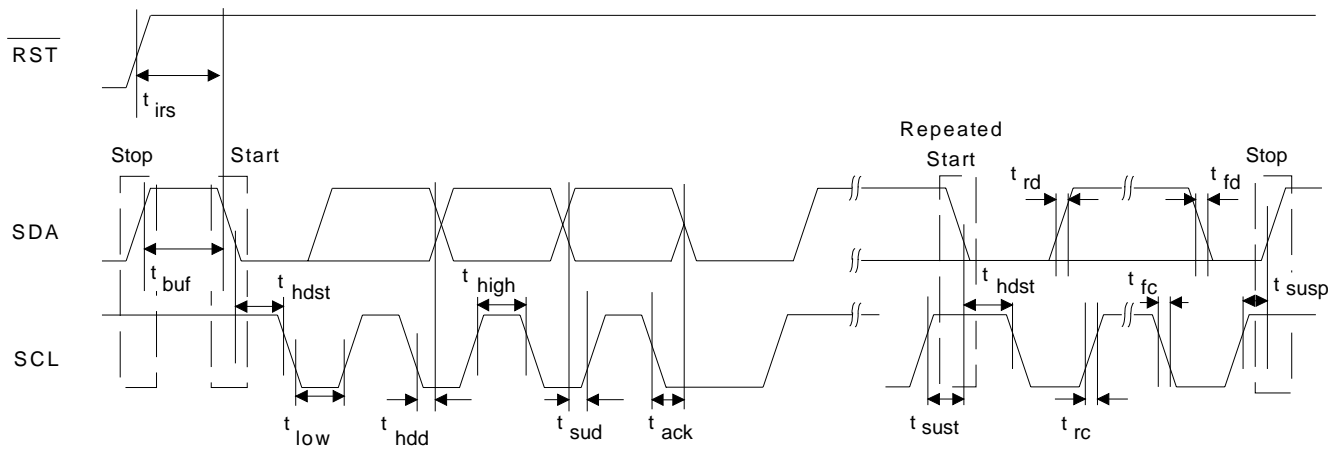 RST
t irs
Repeated
Stop
Start
Start
Stop
t rd
t fd
SDA
t buf
t hdst
t high
t hdst
t fc
t susp
SCL
t low
t hdd
t sud
t ack
t sust
t rc